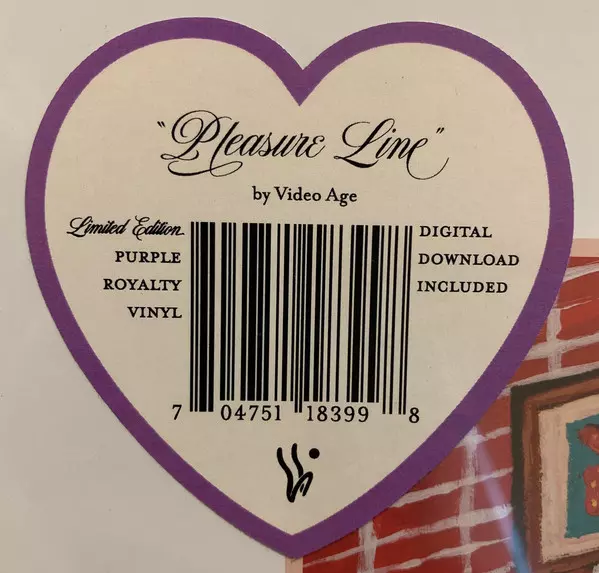 "Pleasure Line"
by Video Age
Limited Edition
PURPLE
ROYALTY
VINYL
DIGITAL
DOWNLOAD
INCLUDED
7 04751 18399 8